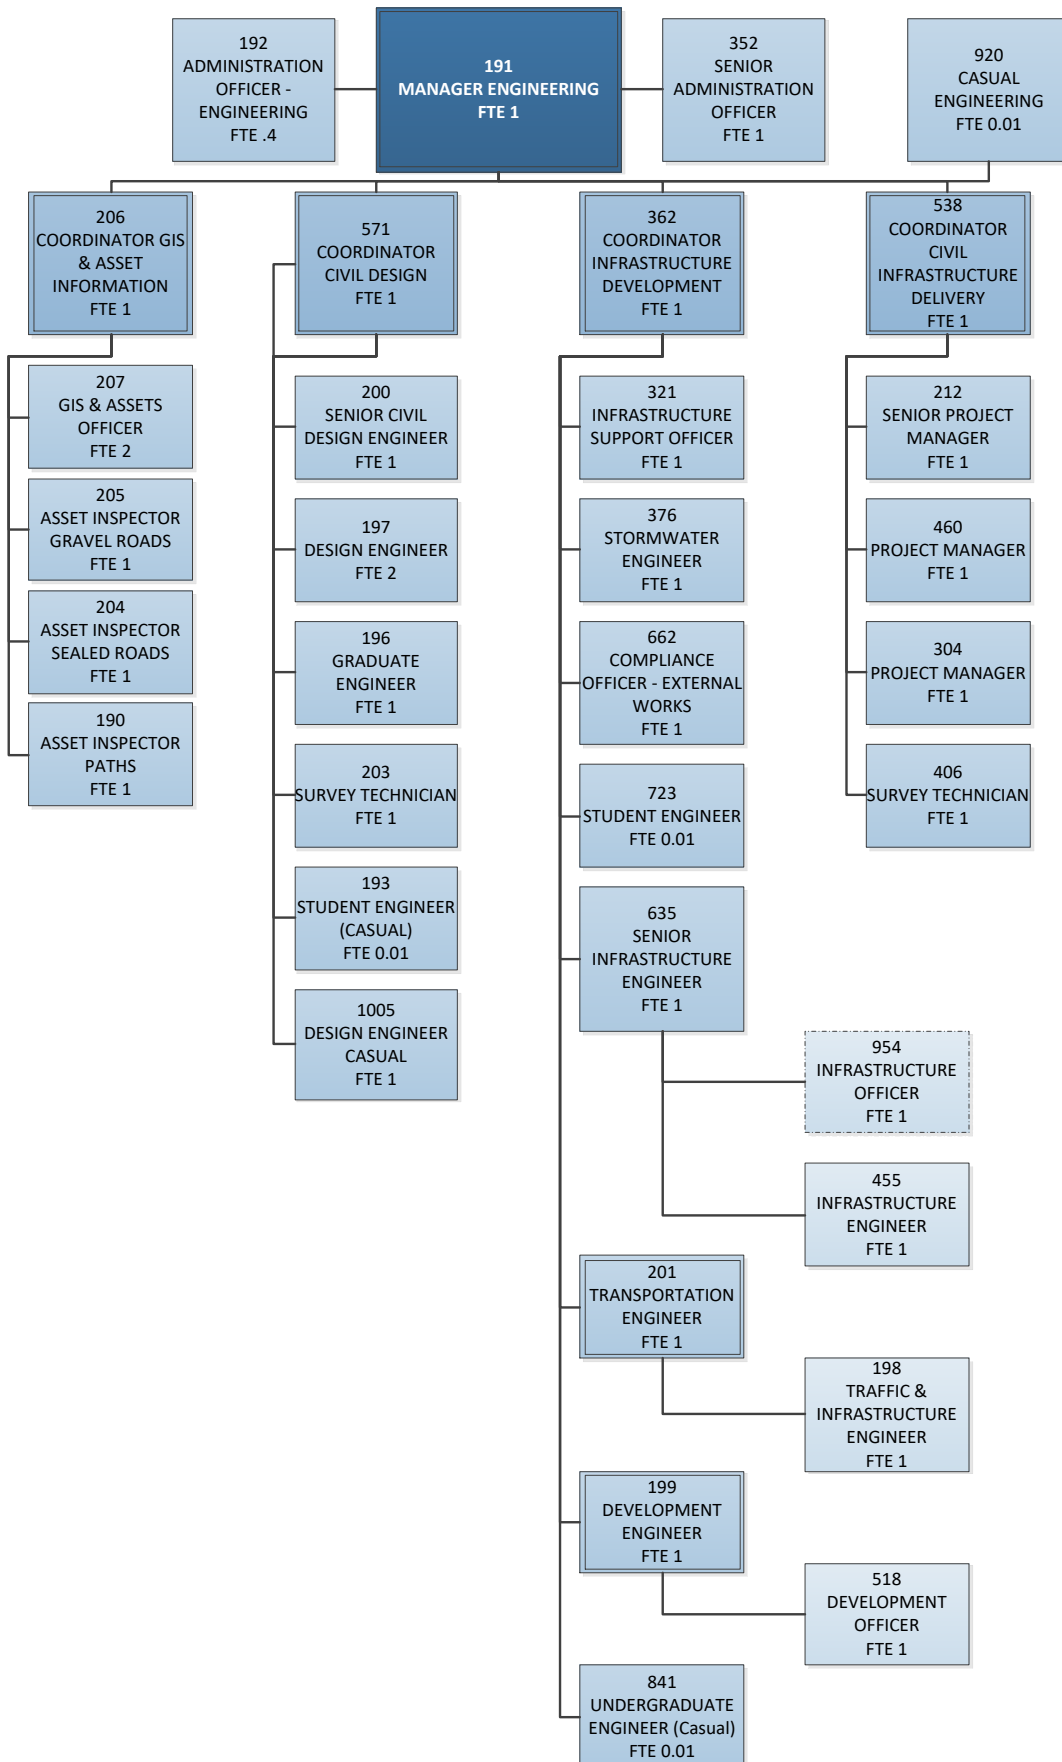 192
ADMINISTRATION
OFFICER -
ENGINEERING
FTE .4
191
MANAGER ENGINEERING
FTE 1
352
SENIOR
ADMINISTRATION
OFFICER
FTE 1
920
CASUAL
ENGINEERING
FTE 0.01
206
COORDINATOR GIS
& ASSET
INFORMATION
FTE 1
571
COORDINATOR
CIVIL DESIGN
FTE 1
362
COORDINATOR
INFRASTRUCTURE
DEVELOPMENT
FTE 1
538
COORDINATOR
CIVIL
INFRASTRUCTURE
DELIVERY
FTE 1
207
GIS & ASSETS
OFFICER
FTE 2
205
ASSET INSPECTOR
GRAVEL ROADS
FTE 1
204
ASSET INSPECTOR
SEALED ROADS
FTE 1
190
ASSET INSPECTOR
PATHS
FTE 1
200
SENIOR CIVIL
DESIGN ENGINEER
FTE 1
197
DESIGN ENGINEER
FTE 2
196
GRADUATE
ENGINEER
FTE 1
203
SURVEY TECHNICIAN
FTE 1
193
STUDENT ENGINEER
(CASUAL)
FTE 0.01
1005
DESIGN ENGINEER
CASUAL
FTE 1
321
INFRASTRUCTURE
SUPPORT OFFICER
FTE 1
376
STORMWATER
ENGINEER
FTE 1
662
COMPLIANCE
OFFICER - EXTERNAL
WORKS
FTE 1
723
STUDENT ENGINEER
FTE 0.01
635
SENIOR
INFRASTRUCTURE
ENGINEER
FTE 1
954
INFRASTRUCTURE
OFFICER
FTE 1
455
INFRASTRUCTURE
ENGINEER
FTE 1
201
TRANSPORTATION
ENGINEER
FTE 1
198
TRAFFIC &
INFRASTRUCTURE
ENGINEER
FTE 1
199
DEVELOPMENT
ENGINEER
FTE 1
518
DEVELOPMENT
OFFICER
FTE 1
841
UNDERGRADUATE
ENGINEER (Casual)
FTE 0.01
212
SENIOR PROJECT
MANAGER
FTE 1
460
PROJECT MANAGER
FTE 1
304
PROJECT MANAGER
FTE 1
406
SURVEY TECHNICIAN
FTE 1